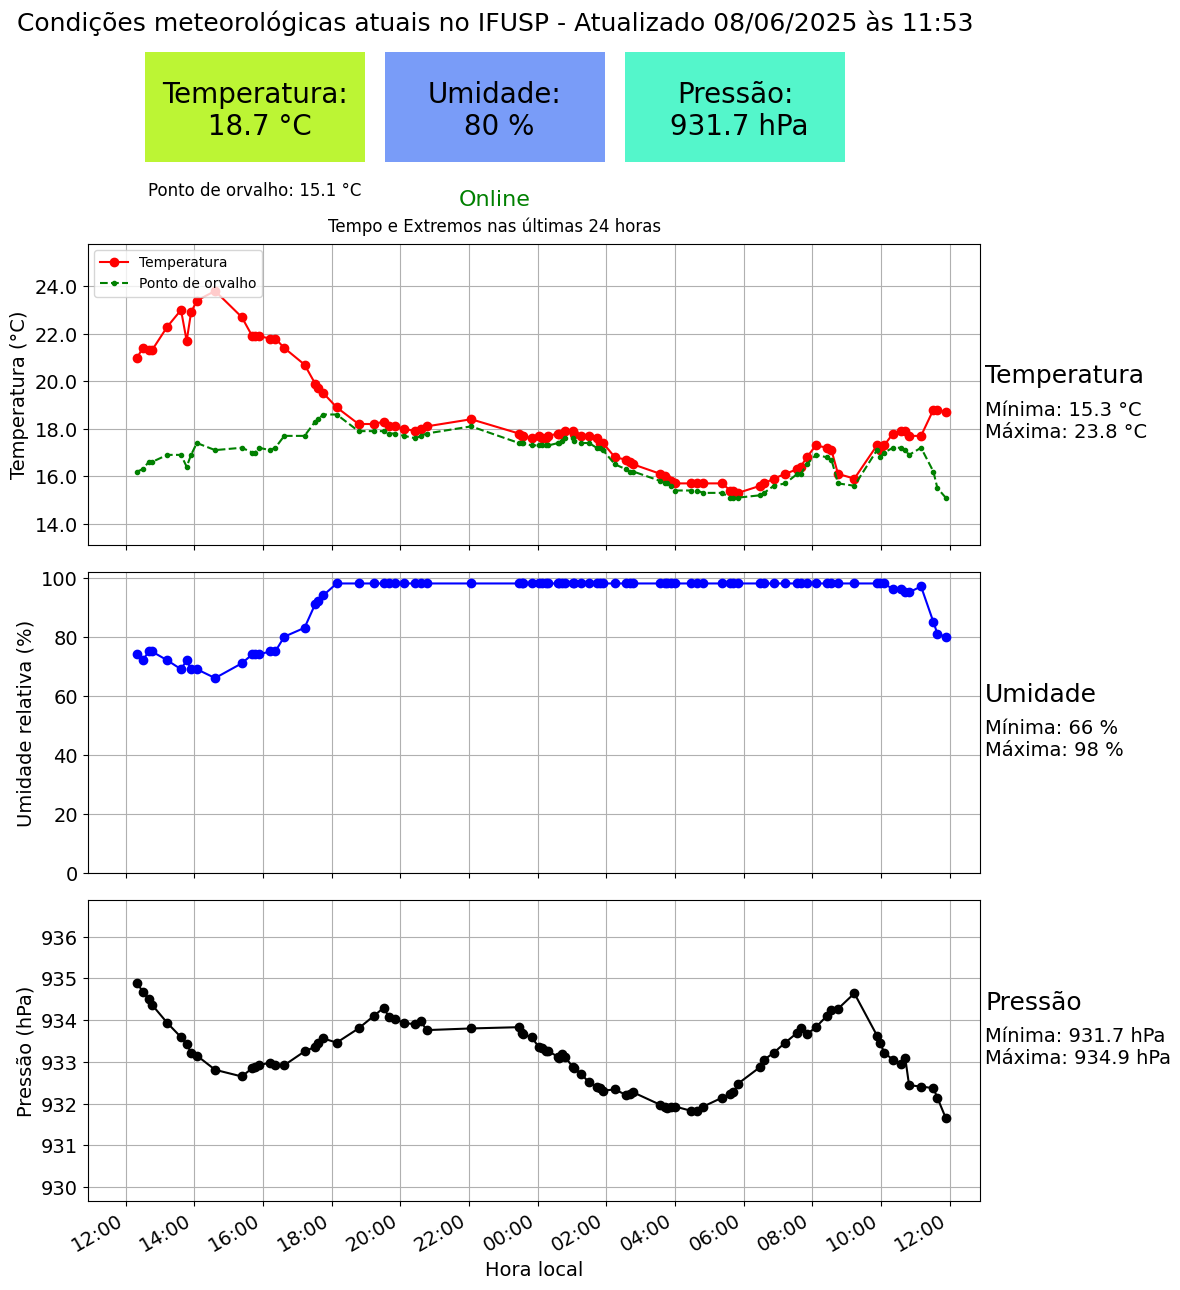 Condições meteorológicas atuais no IFUSP - Atualizado 08/06/2025 às 11:53
Temperatura:
18.7 °C
Umidade:
80 %
Pressão:
931.7 hPa
Ponto de orvalho: 15.1 °C
Online
Tempo e Extremos nas últimas 24 horas
Temperatura
Ponto de orvalho
Temperatura (°C)
24.0
22.0
20.0
18.0
16.0
14.0
Temperatura
Mínima: 15.3 °C
Máxima: 23.8 °C
Umidade relativa (%)
100
80
60
40
20
0
Umidade
Mínima: 66 %
Máxima: 98 %
Pressão (hPa)
936
935
934
933
932
931
930
Pressão
Mínima: 931.7 hPa
Máxima: 934.9 hPa
12:00 14:00 16:00 18:00 20:00 22:00 00:00 02:00 04:00 06:00 08:00 10:00 12:00
Hora local